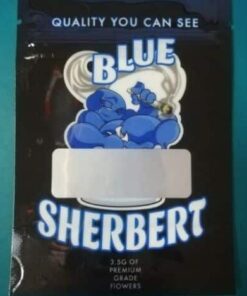 QUALITY YOU CAN SEE
BLUE
SHERBERT
3.5G OF
PREMIUM
GRADE
FLOWERS